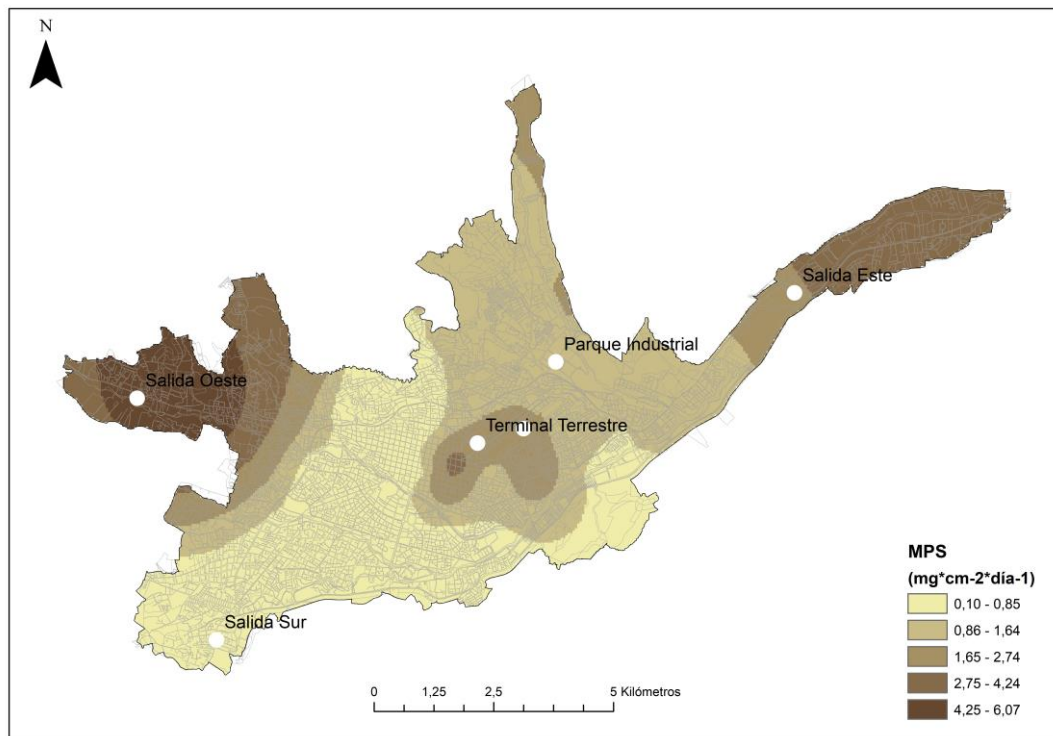 N
Salida Este
Parque Industrial
Salida Oeste
Terminal Terrestre
Salida Sur
MPS
(mg*cm-2*día-1)
0,10 - 0,85
0,86 - 1,64
1,65 - 2,74
2,75 - 4,24
4,25 - 6,07
0 1,25 2,5 5 Kilómetros